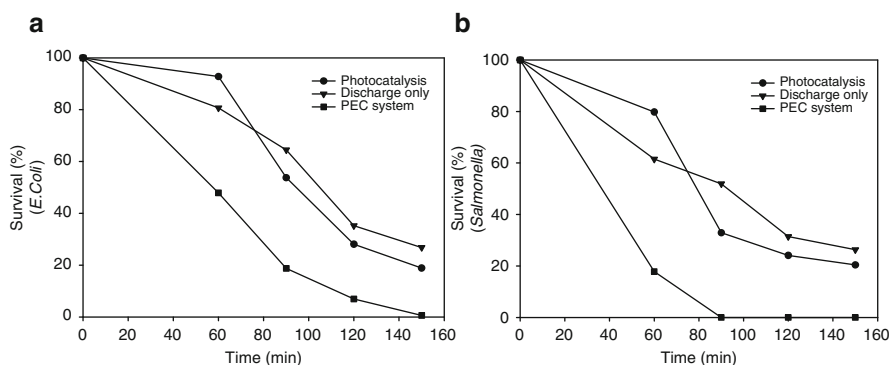 a
100
80
60
40
20
0
Survival (%)
(E.Coli)
Photocatalysis
Discharge only
PEC system
0 20 40 60 80 100 120 140 160
Time (min)
b
100
80
60
40
20
0
Survival (%)
(Salmonella)
Photocatalysis
Discharge only
PEC system
0 20 40 60 80 100 120 140 160
Time (min)